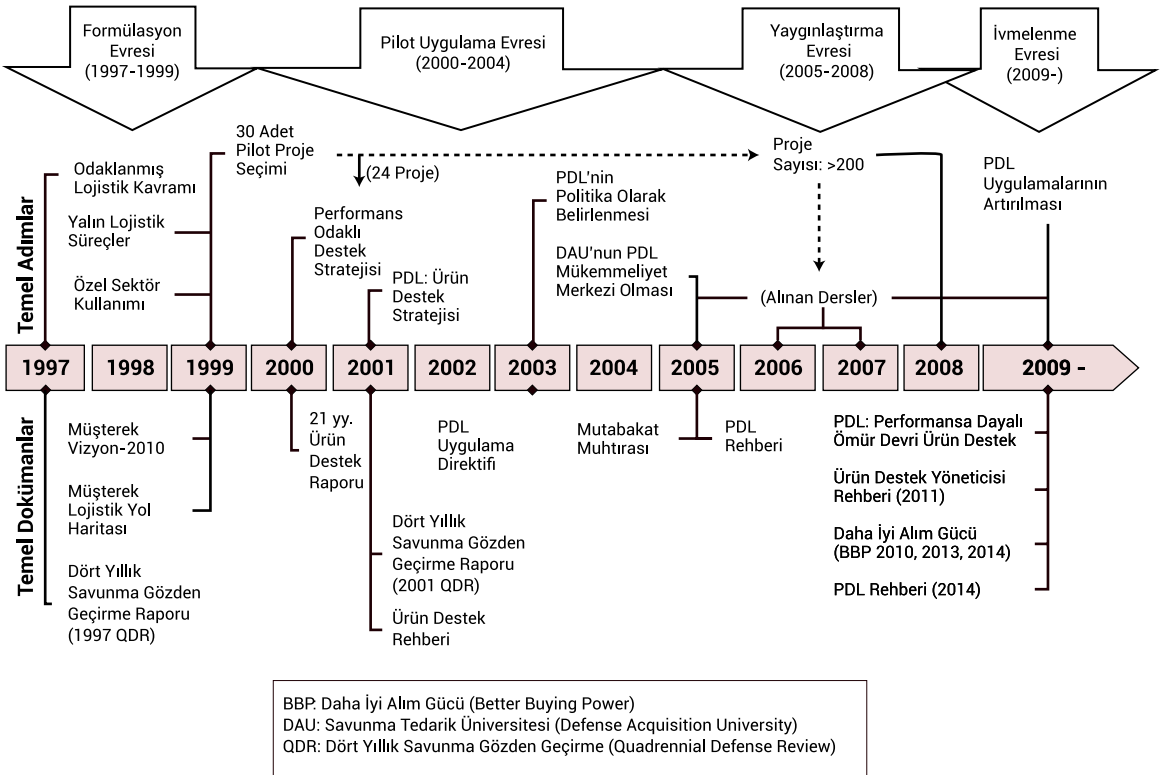 Formülasyon
Evresi
(1997-1999)
Pilot Uygulama Evresi
(2000-2004)
Yaygınlaştırma
Evresi
(2005-2008)
İvmelenme
Evresi
(2009-)
Temel Adımlar
Odaklanmış
Lojistik Kavramı
Yalın Lojistik
Süreçler
Özel Sektör
Kullanımı
30 Adet
Pilot Proje
Seçimi
(24 Proje)
Performans
Odaklı
Destek
Stratejisi
PDL: Ürün
Destek
Stratejisi
PDL'nin
Politika Olarak
Belirlenmesi
DAU'nun PDL
Mükemmeliyet
Merkezi Olması
Proje
Sayısı: >200
(Alınan Dersler)
PDL
Uygulamalarının
Artırılması
1997
1998
1999
2000
2001
2002
2003
2004
2005
2006
2007
2008
2009 -
Temel Dokümanlar
Müşterek
Vizyon-2010
Müşterek
Lojistik Yol
Haritası
Dört Yıllık
Savunma Gözden
Geçirme Raporu
(1997 QDR)
21 yy.
Ürün
Destek
Raporu
Dört Yıllık
Savunma Gözden
Geçirme Raporu
(2001 QDR)
Ürün Destek
Rehberi
PDL
Uygulama
Direktifi
Mutabakat
Muhtırası
PDL
Rehberi
PDL: Performansa Dayalı
Ömür Devri Ürün Destek
Ürün Destek Yöneticisi
Rehberi (2011)
Daha İyi Alım Gücü
(BBP 2010, 2013, 2014)
PDL Rehberi (2014)
BBP: Daha İyi Alım Gücü (Better Buying Power)
DAU: Savunma Tedarik Üniversitesi (Defense Acquisition University)
QDR: Dört Yıllık Savunma Gözden Geçirme (Quadrennial Defense Review)